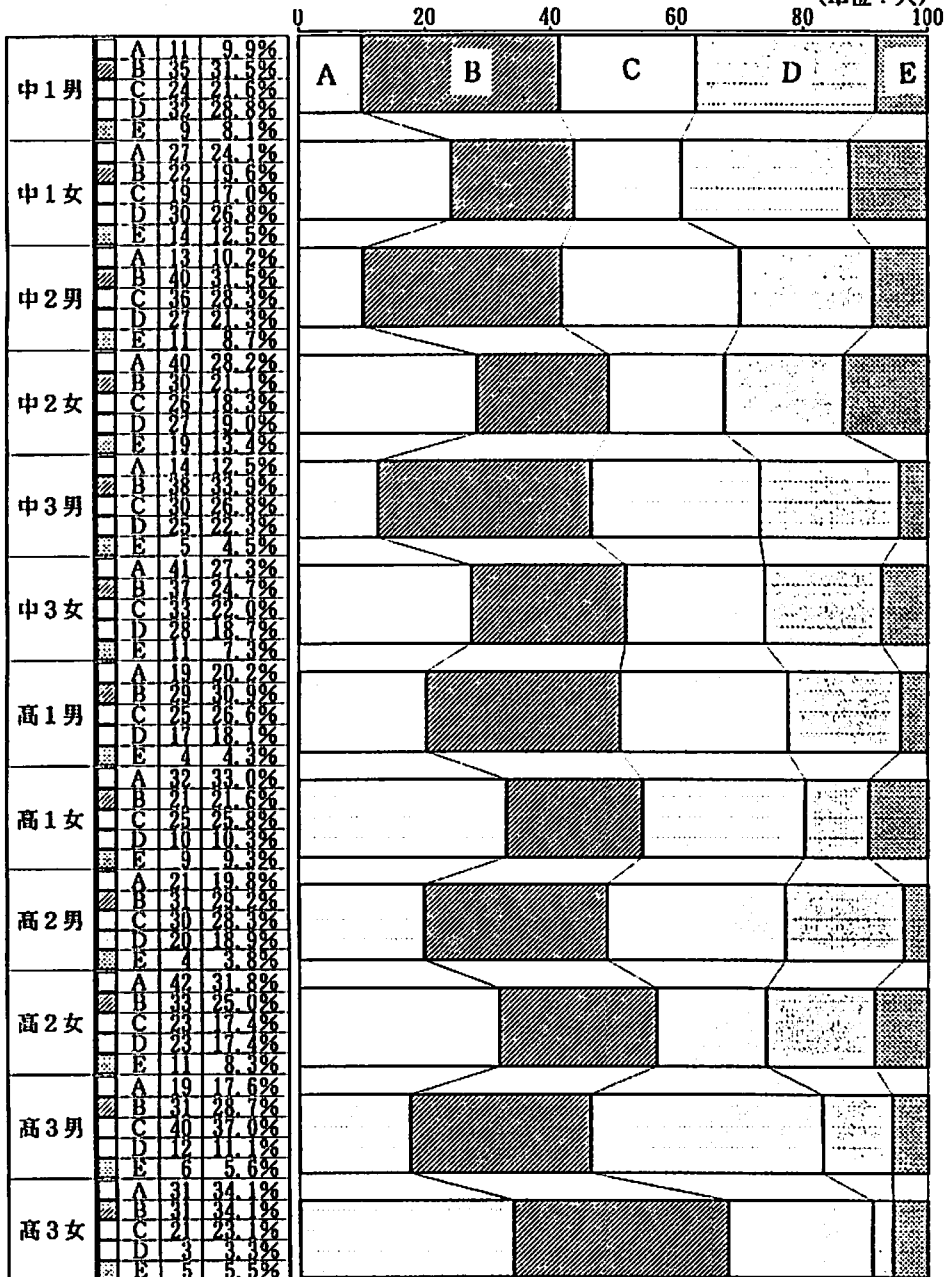 0 20 40 60 80 100
A B C D E
中1男
A 11 9.9%
B 35 31.5%
C 24 21.6%
D 32 28.8%
E 9 8.1%
中1女
A 27 24.1%
B 22 19.6%
C 19 17.0%
D 30 26.8%
E 14 12.5%
中2男
A 13 10.2%
B 40 31.5%
C 36 28.3%
D 27 21.3%
E 11 8.7%
中2女
A 40 28.2%
B 30 21.1%
C 26 18.3%
D 27 19.0%
E 19 13.4%
中3男
A 14 12.5%
B 38 33.9%
C 30 26.8%
D 25 22.3%
E 5 4.5%
中3女
A 41 27.3%
B 37 24.7%
C 33 22.0%
D 28 18.7%
E 11 7.3%
高1男
A 19 20.2%
B 29 30.9%
C 25 26.6%
D 17 18.1%
E 4 4.3%
高1女
A 32 33.0%
B 21 21.6%
C 25 25.8%
D 10 10.3%
E 9 9.3%
高2男
A 21 19.8%
B 31 29.2%
C 30 28.3%
D 20 18.9%
E 4 3.8%
高2女
A 42 31.8%
B 33 25.0%
C 23 17.4%
D 23 17.4%
E 11 8.3%
高3男
A 19 17.6%
B 31 28.7%
C 40 37.0%
D 12 11.1%
E 6 5.6%
高3女
A 31 34.1%
B 31 34.1%
C 21 23.1%
D 3 3.3%
E 5 5.5%